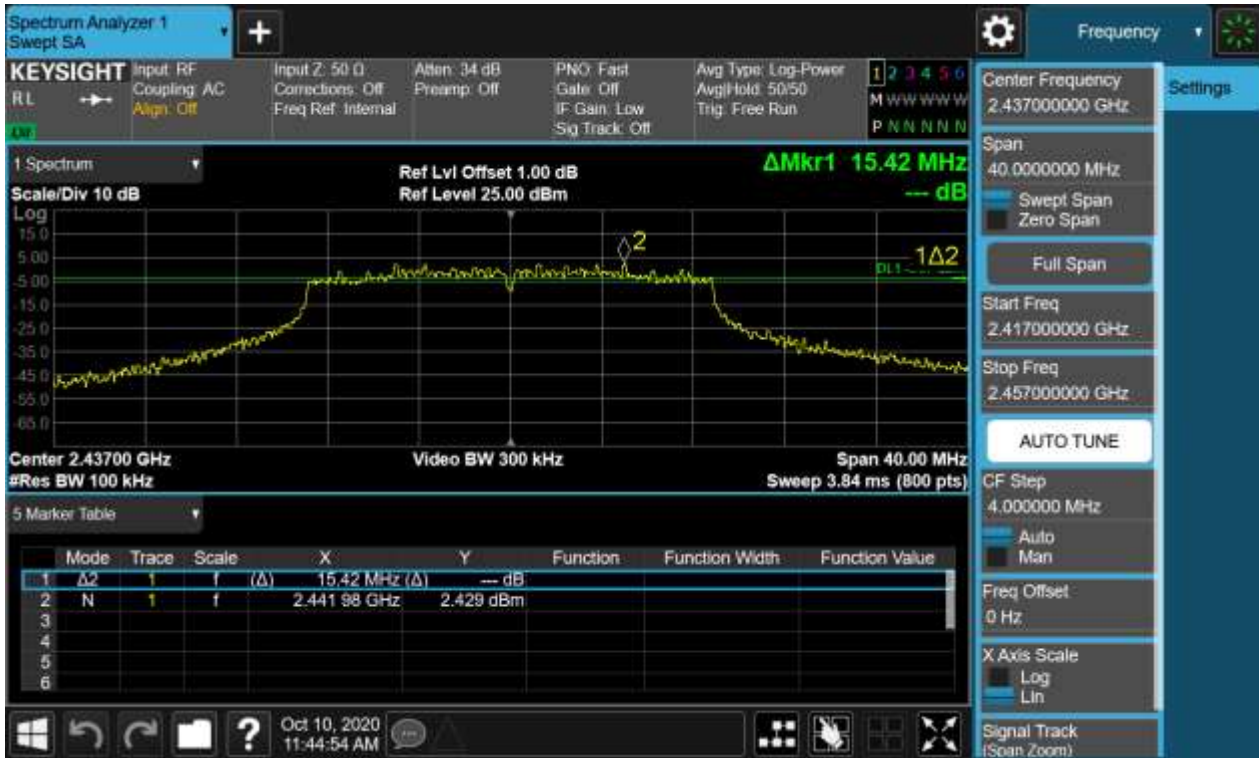 Spectrum Analyzer 1
Swept SA
+
Frequency
KEYSIGHT
RL
Input: RF
Coupling: AC
Align: Off
Input Z: 50 Ω
Corrections: Off
Freq Ref: Internal
Atten: 34 dB
Preamp: Off
PNO: Fast
Gate: Off
IF Gain: Low
Sig Track: Off
Avg Type: Log-Power
Avg|Hold: 50/50
Trig: Free Run
1 2 3 4 5 6
M W W W W W
P N N N N N
1 Spectrum
Scale/Div 10 dB
Ref Lvl Offset 1.00 dB
Ref Level 25.00 dBm
ΔMkr1 15.42 MHz
--- dB
Log
15.0
5.00
-5.00
-15.0
-25.0
-35.0
-45.0
-55.0
-65.0
2
1Δ2
DL1
Center 2.43700 GHz
#Res BW 100 kHz
Video BW 300 kHz
Span 40.00 MHz
Sweep 3.84 ms (800 pts)
5 Marker Table
Mode Trace Scale X Y Function Function Width Function Value
1 Δ2 1 f (Δ) 15.42 MHz (Δ) --- dB
2 N 1 f 2.441 98 GHz 2.429 dBm
3
4
5
6
?
Oct 10, 2020
11:44:54 AM
Center Frequency
2.437000000 GHz
Settings
Span
40.0000000 MHz
Swept Span
Zero Span
Full Span
Start Freq
2.417000000 GHz
Stop Freq
2.457000000 GHz
AUTO TUNE
CF Step
4.000000 MHz
Auto
Man
Freq Offset
0 Hz
X Axis Scale
Log
Lin
Signal Track
(Span Zoom)